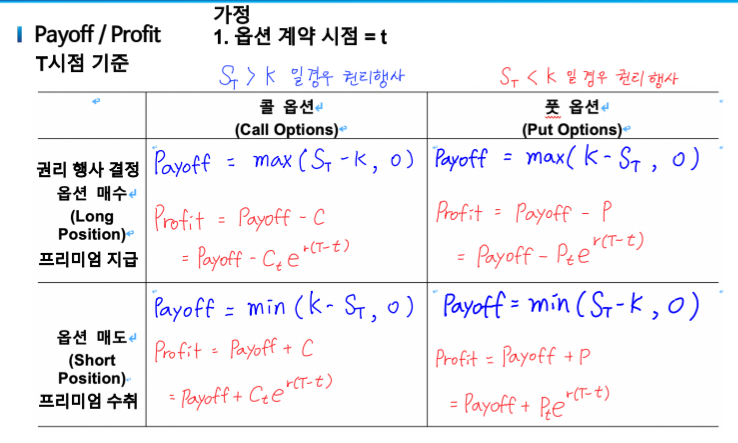 Payoff / Profit
T시점 기준
가정
1. 옵션 계약 시점 = t
S_T > K 일 경우 권리행사
S_T < K 일 경우 권리행사
콜 옵션
(Call Options)
풋 옵션
(Put Options)
권리 행사 결정
옵션 매수
(Long
Position)
프리미엄 지급
Payoff = max(S_T - K, 0)
Profit = Payoff - C
= Payoff - C_t e^{r(T-t)}
Payoff = max(K - S_T, 0)
Profit = Payoff - P
= Payoff - P_t e^{r(T-t)}
옵션 매도
(Short
Position)
프리미엄 수취
Payoff = min(K - S_T, 0)
Profit = Payoff + C
= Payoff + C_t e^{r(T-t)}
Payoff = min(S_T - K, 0)
Profit = Payoff + P
= Payoff + P_t e^{r(T-t)}